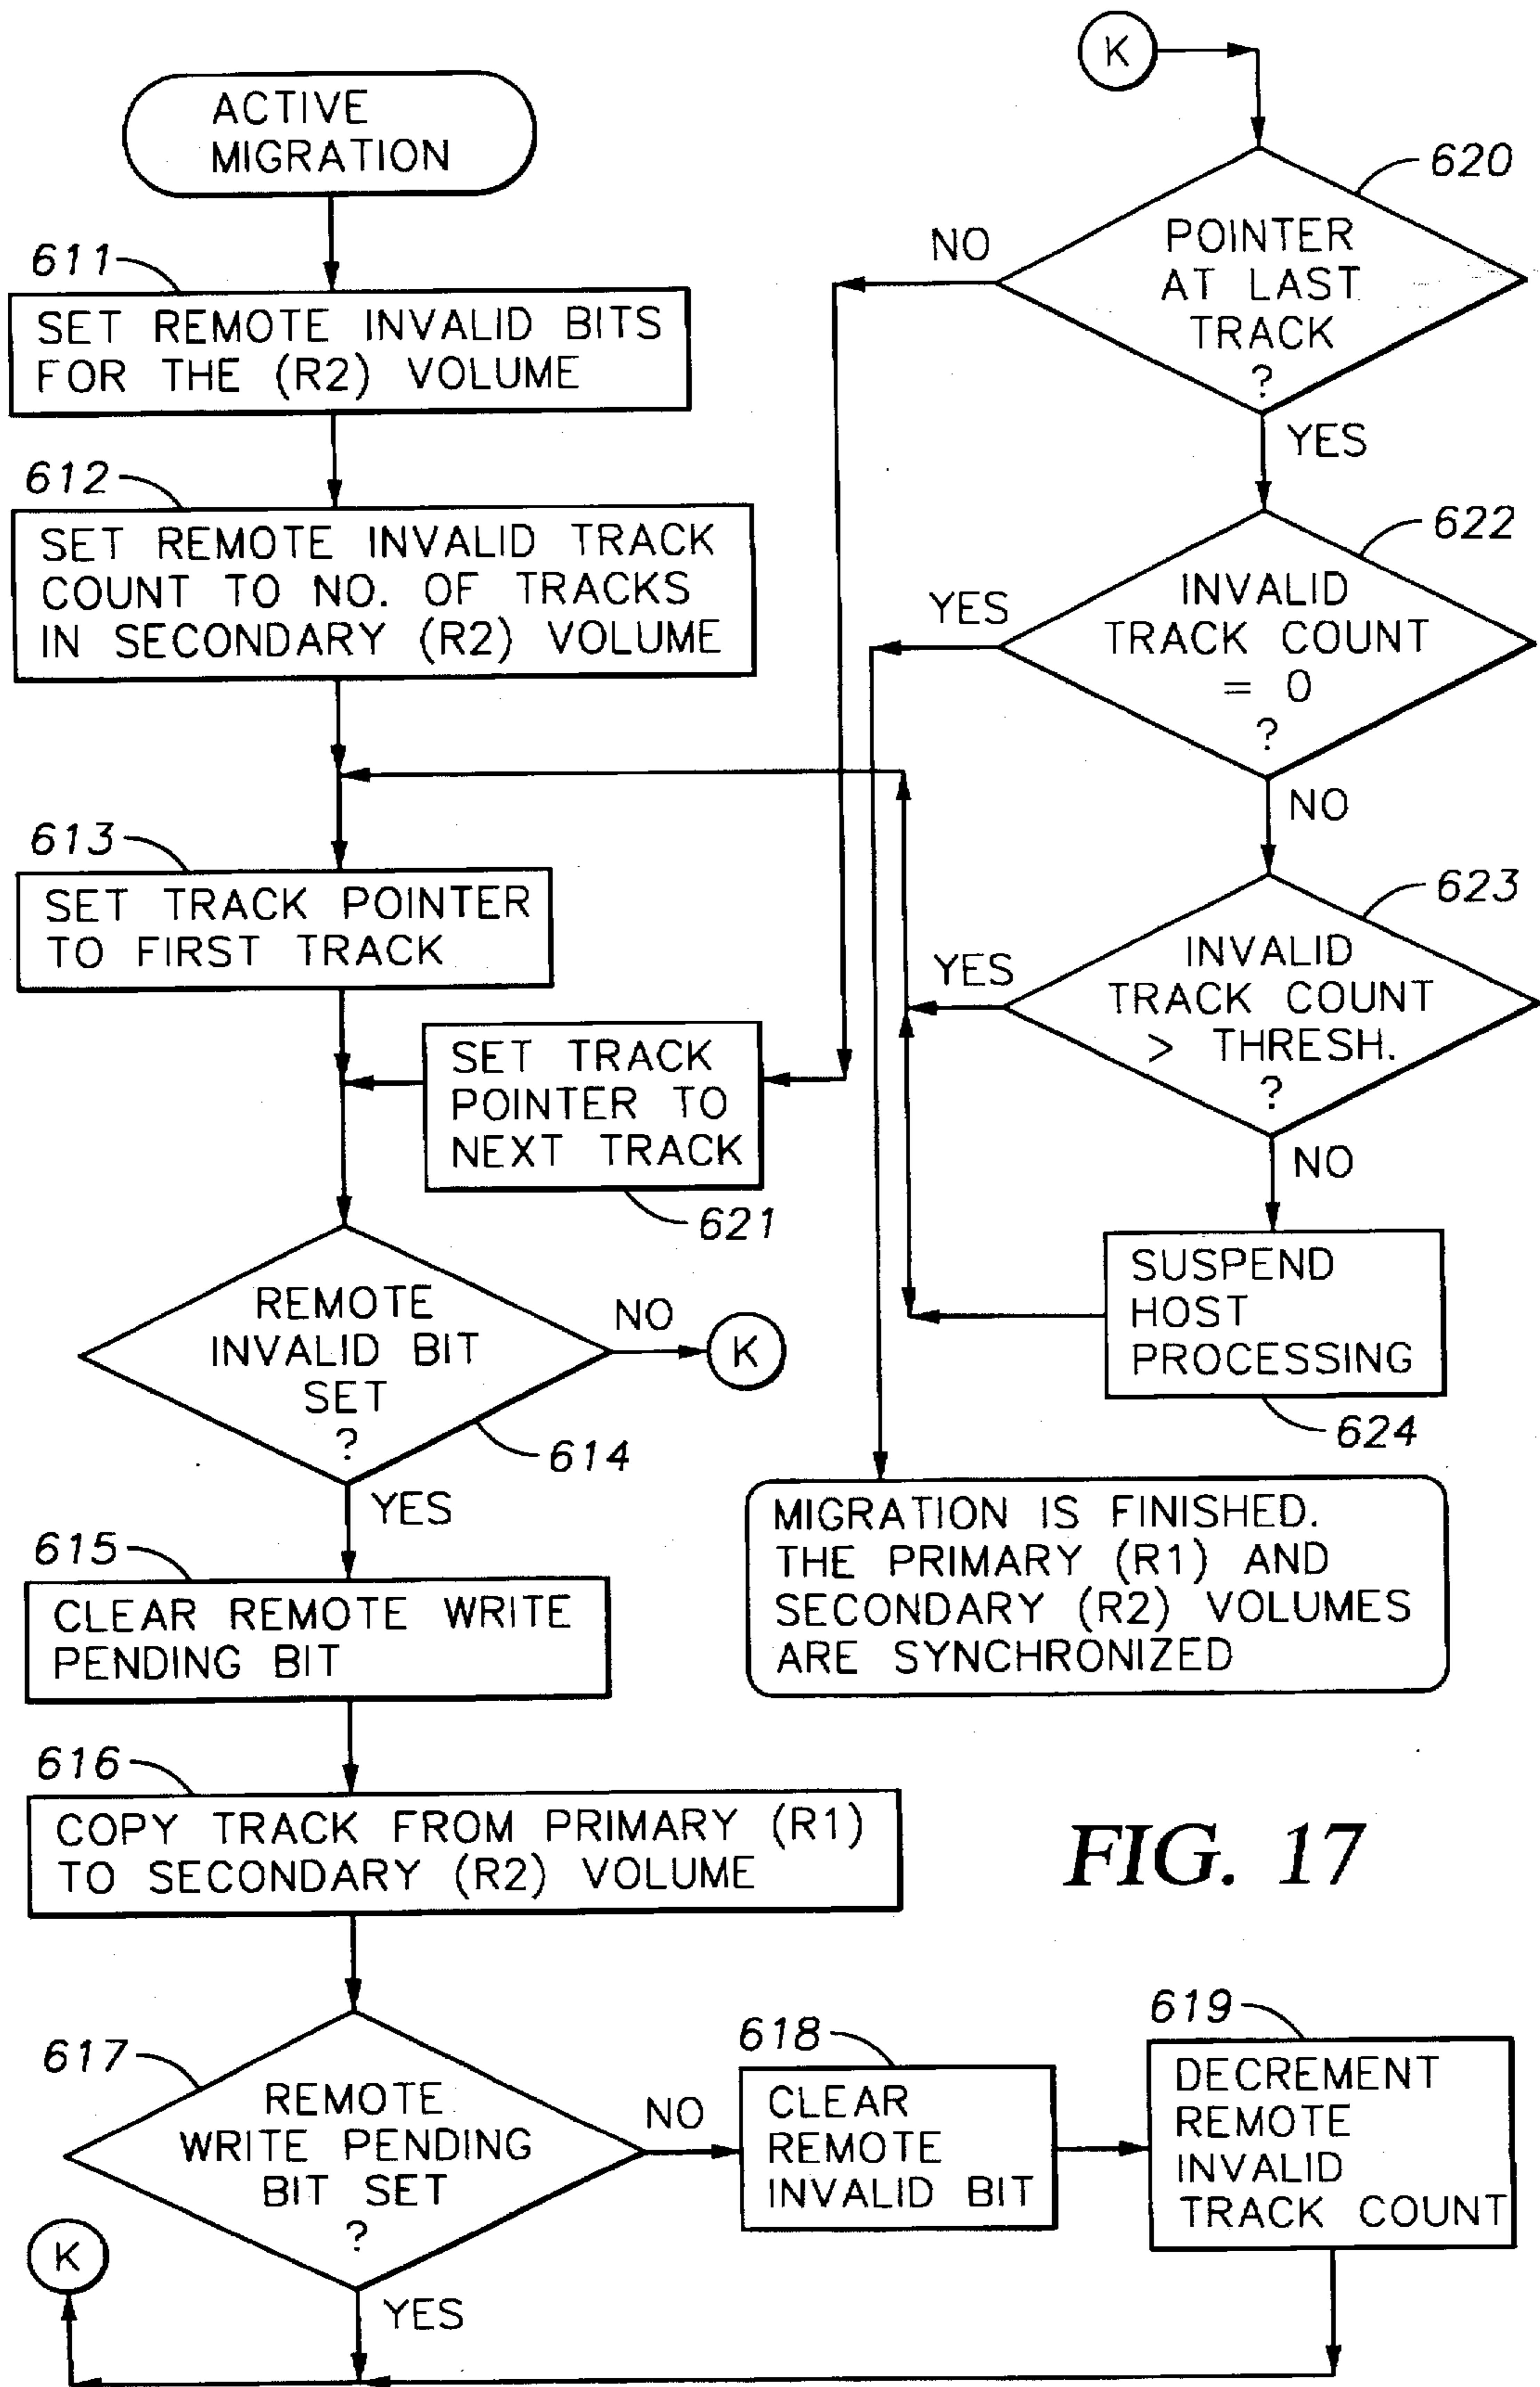 ACTIVE
MIGRATION
611
SET REMOTE INVALID BITS
FOR THE (R2) VOLUME
612
SET REMOTE INVALID TRACK
COUNT TO NO. OF TRACKS
IN SECONDARY (R2) VOLUME
613
SET TRACK POINTER
TO FIRST TRACK
SET TRACK
POINTER TO
NEXT TRACK
621
REMOTE
INVALID BIT
SET
?
NO
K
614
YES
615
CLEAR REMOTE WRITE
PENDING BIT
616
COPY TRACK FROM PRIMARY (R1)
TO SECONDARY (R2) VOLUME
617
REMOTE
WRITE PENDING
BIT SET
?
NO
YES
K
618
CLEAR
REMOTE
INVALID BIT
619
DECREMENT
REMOTE
INVALID
TRACK COUNT
K
620
POINTER
AT LAST
TRACK
?
NO
YES
622
INVALID
TRACK COUNT
= 0
?
YES
NO
623
INVALID
TRACK COUNT
> THRESH.
?
YES
NO
SUSPEND
HOST
PROCESSING
624
MIGRATION IS FINISHED.
THE PRIMARY (R1) AND
SECONDARY (R2) VOLUMES
ARE SYNCHRONIZED
FIG. 17